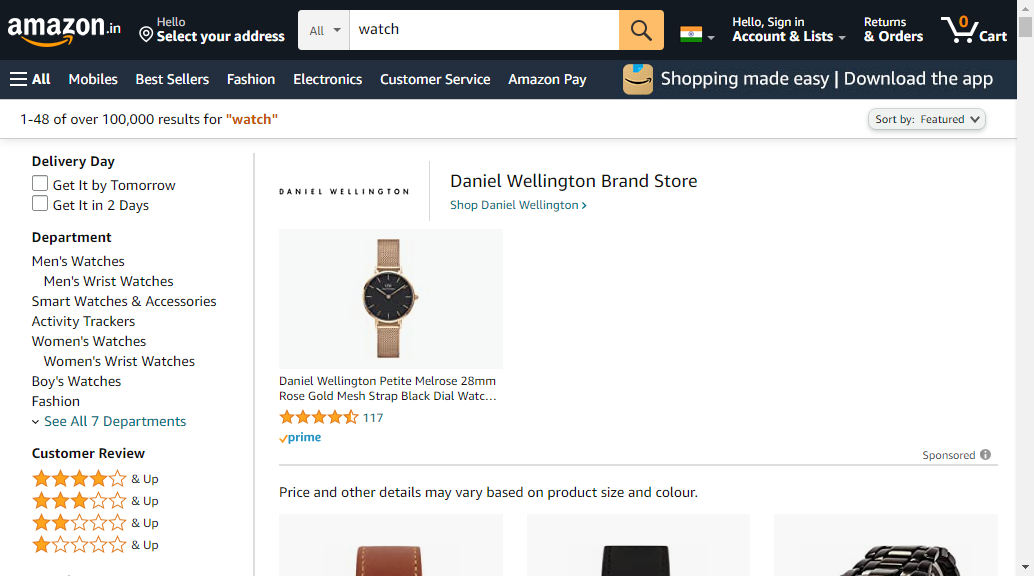 amazon.in
Hello
Select your address
All
watch
Hello, Sign in
Account & Lists
Returns
& Orders
0
Cart
All
Mobiles
Best Sellers
Fashion
Electronics
Customer Service
Amazon Pay
Shopping made easy | Download the app
1-48 of over 100,000 results for "watch"
Sort by: Featured
Delivery Day
Get It by Tomorrow
Get It in 2 Days
Department
Men's Watches
Men's Wrist Watches
Smart Watches & Accessories
Activity Trackers
Women's Watches
Women's Wrist Watches
Boy's Watches
Fashion
See All 7 Departments
Customer Review
& Up
& Up
& Up
& Up
DANIEL WELLINGTON
Daniel Wellington Brand Store
Shop Daniel Wellington ›
Daniel Wellington Petite Melrose 28mm
Rose Gold Mesh Strap Black Dial Watc...
117
prime
Sponsored
Price and other details may vary based on product size and colour.